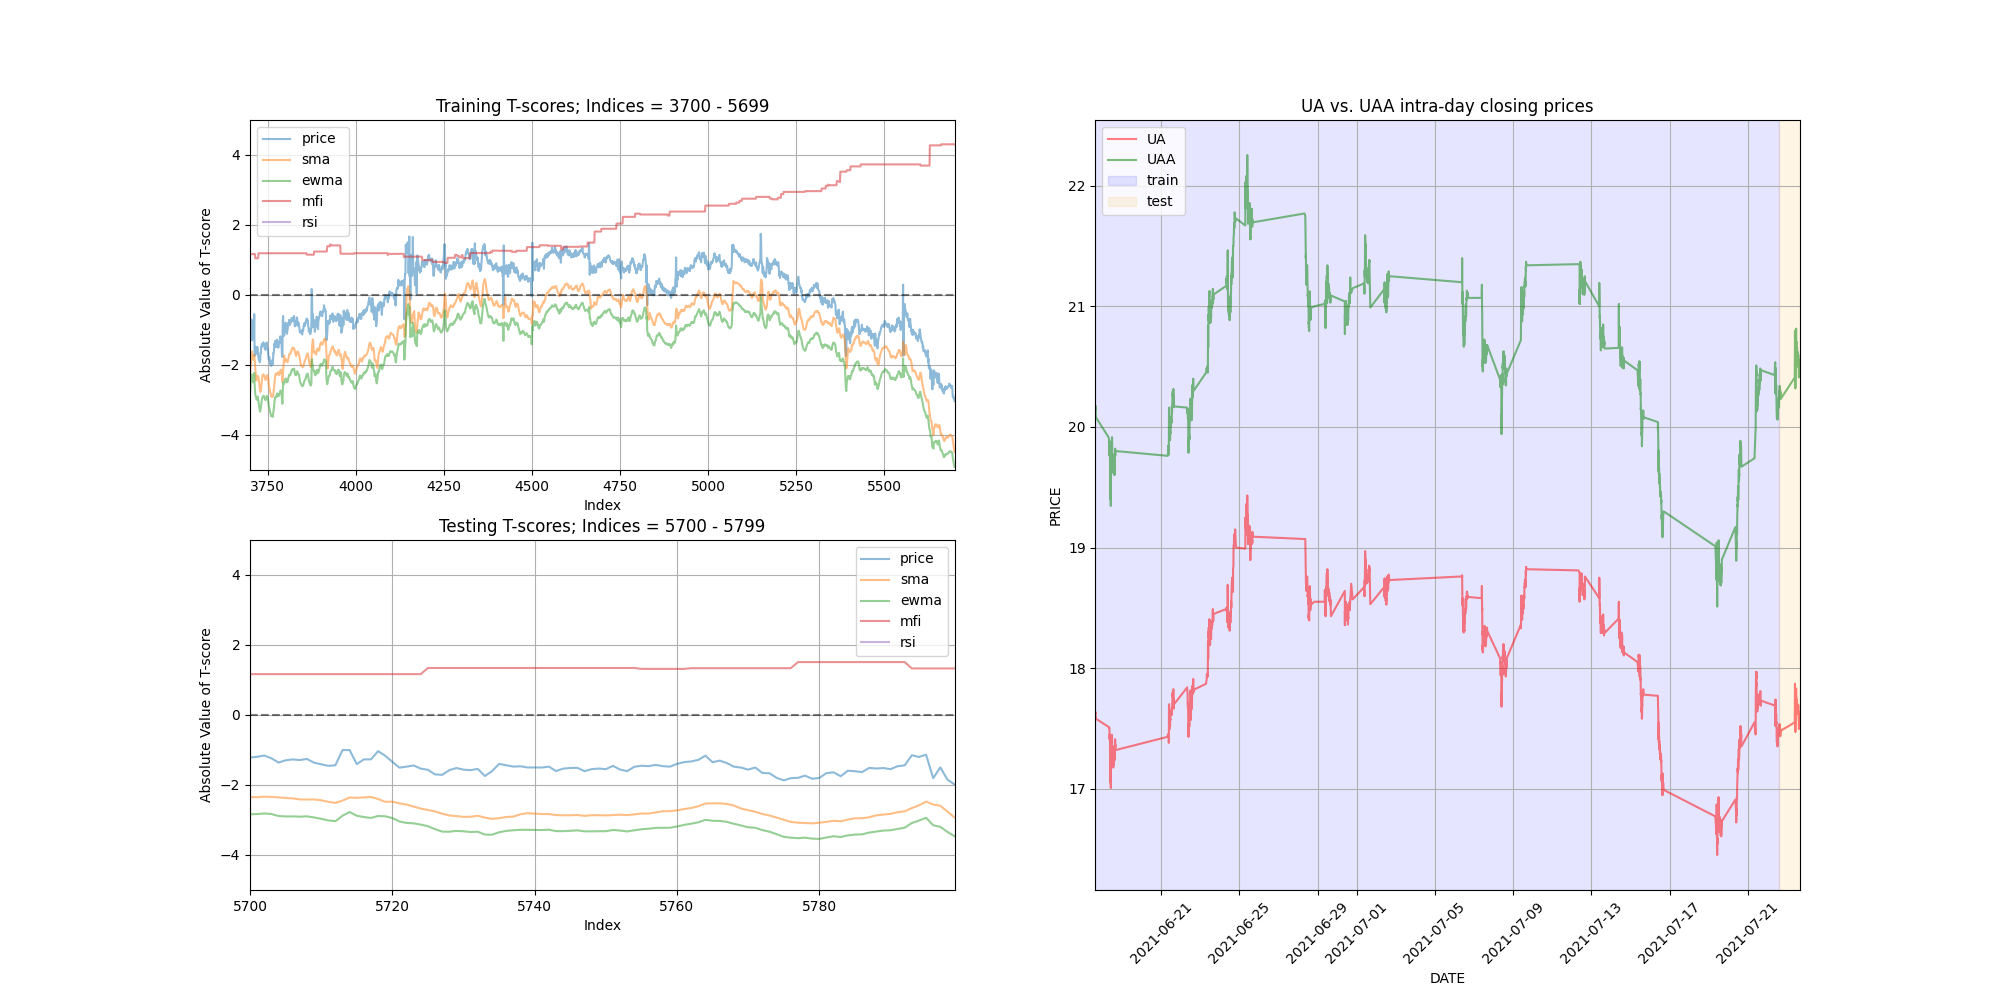 Training T-scores; Indices = 3700 - 5699
Absolute Value of T-score
4
2
0
−2
−4
price
sma
ewma
mfi
rsi
3750 4000 4250 4500 4750 5000 5250 5500
Index
Testing T-scores; Indices = 5700 - 5799
Absolute Value of T-score
4
2
0
−2
−4
price
sma
ewma
mfi
rsi
5700 5720 5740 5760 5780
Index
UA vs. UAA intra-day closing prices
PRICE
22
21
20
19
18
17
UA
UAA
train
test
2021-06-21 2021-06-25 2021-06-29 2021-07-01 2021-07-05 2021-07-09 2021-07-13 2021-07-17 2021-07-21
DATE